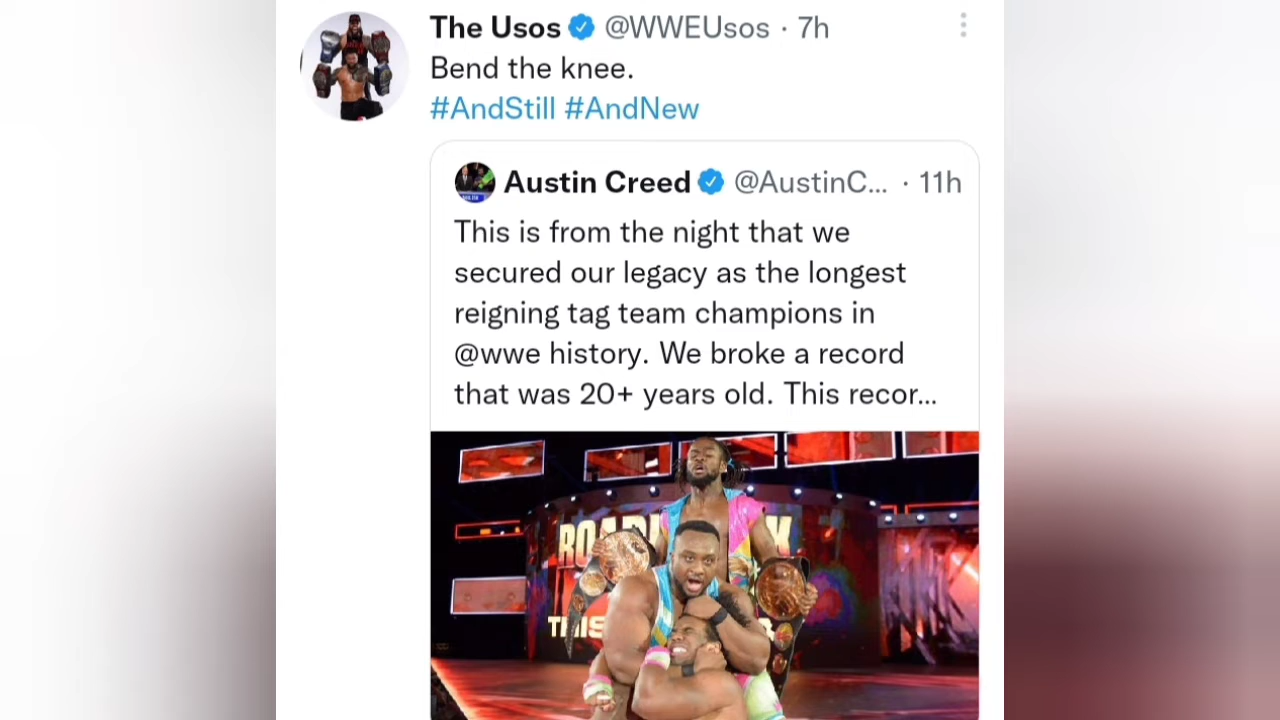 The Usos @WWEUsos · 7h
Bend the knee.
#AndStill #AndNew
Austin Creed @AustinC... · 11h
This is from the night that we
secured our legacy as the longest
reigning tag team champions in
@wwe history. We broke a record
that was 20+ years old. This recor...